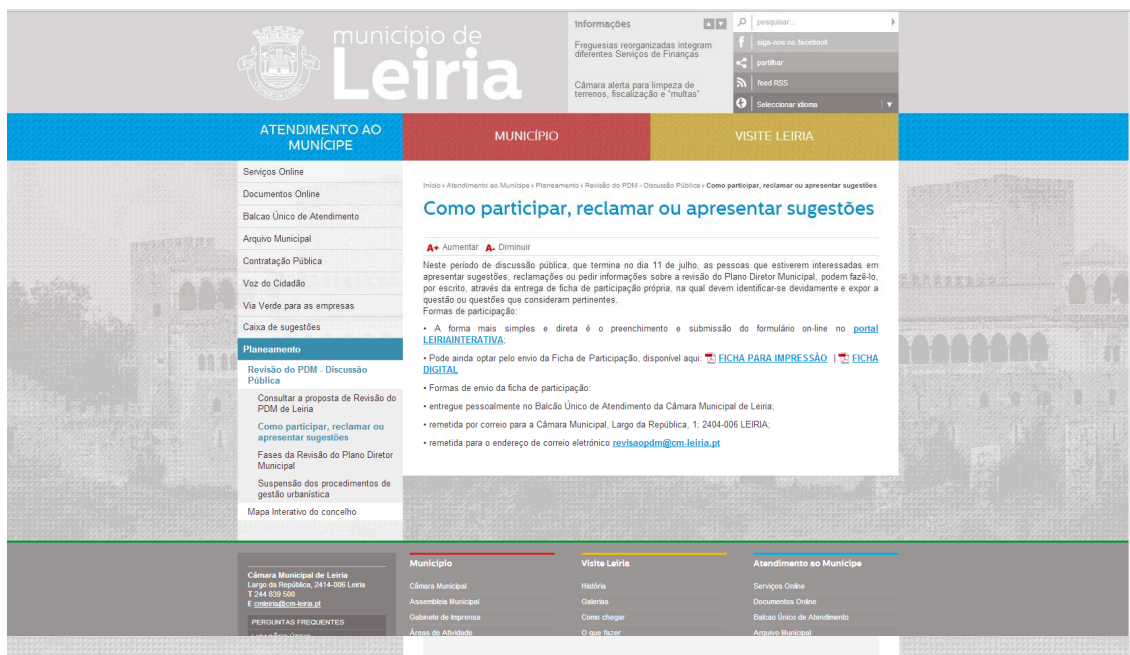 município de
Leiria
CIDADE DE LEIRIA
Informações
Freguesias reorganizadas integram
diferentes Serviços de Finanças
Câmara alerta para limpeza de
terrenos, fiscalização e "multas"
pesquisar...
siga-nos no facebook
partilhar
feed RSS
Seleccionar idioma
ATENDIMENTO AO
MUNÍCIPE
MUNICÍPIO
VISITE LEIRIA
Serviços Online
Documentos Online
Balcao Único de Atendimento
Arquivo Municipal
Contratação Pública
Voz do Cidadão
Via Verde para as empresas
Caixa de sugestões
Planeamento
Revisão do PDM - Discussão
Pública
Consultar a proposta de Revisão do
PDM de Leiria
Como participar, reclamar ou
apresentar sugestões
Fases da Revisão do Plano Diretor
Municipal
Suspensão dos procedimentos de
gestão urbanística
Mapa Interativo do concelho
Início › Atendimento ao Munícipe › Planeamento › Revisão do PDM - Discussão Pública › Como participar, reclamar ou apresentar sugestões
Como participar, reclamar ou apresentar sugestões
A+ Aumentar A- Diminuir
Neste período de discussão pública, que termina no dia 11 de julho, as pessoas que estiverem interessadas em
apresentar sugestões, reclamações ou pedir informações sobre a revisão do Plano Diretor Municipal, podem fazê-lo,
por escrito, através da entrega de ficha de participação própria, na qual devem identificar-se devidamente e expor a
questão ou questões que consideram pertinentes.
Formas de participação:
• A forma mais simples e direta é o preenchimento e submissão do formulário on-line no portal
LEIRIAINTERATIVA;
• Pode ainda optar pelo envio da Ficha de Participação, disponível aqui: FICHA PARA IMPRESSÃO | FICHA
DIGITAL
• Formas de envio da ficha de participação:
• entregue pessoalmente no Balcão Único de Atendimento da Câmara Municipal de Leiria;
• remetida por correio para a Câmara Municipal, Largo da República, 1; 2404-006 LEIRIA;
• remetida para o endereço de correio eletrónico revisaopdm@cm-leiria.pt
Câmara Municipal de Leiria
Largo da República, 2414-006 Leiria
T 244 839 500
E cmleiria@cm-leiria.pt
PERGUNTAS FREQUENTES
LIGAÇÕES ÚTEIS
Município
Câmara Municipal
Assembleia Municipal
Gabinete de Imprensa
Áreas de Atividade
Visite Leiria
História
Galerias
Como chegar
O que fazer
Atendimento ao Munícipe
Serviços Online
Documentos Online
Balcao Único de Atendimento
Arquivo Municipal